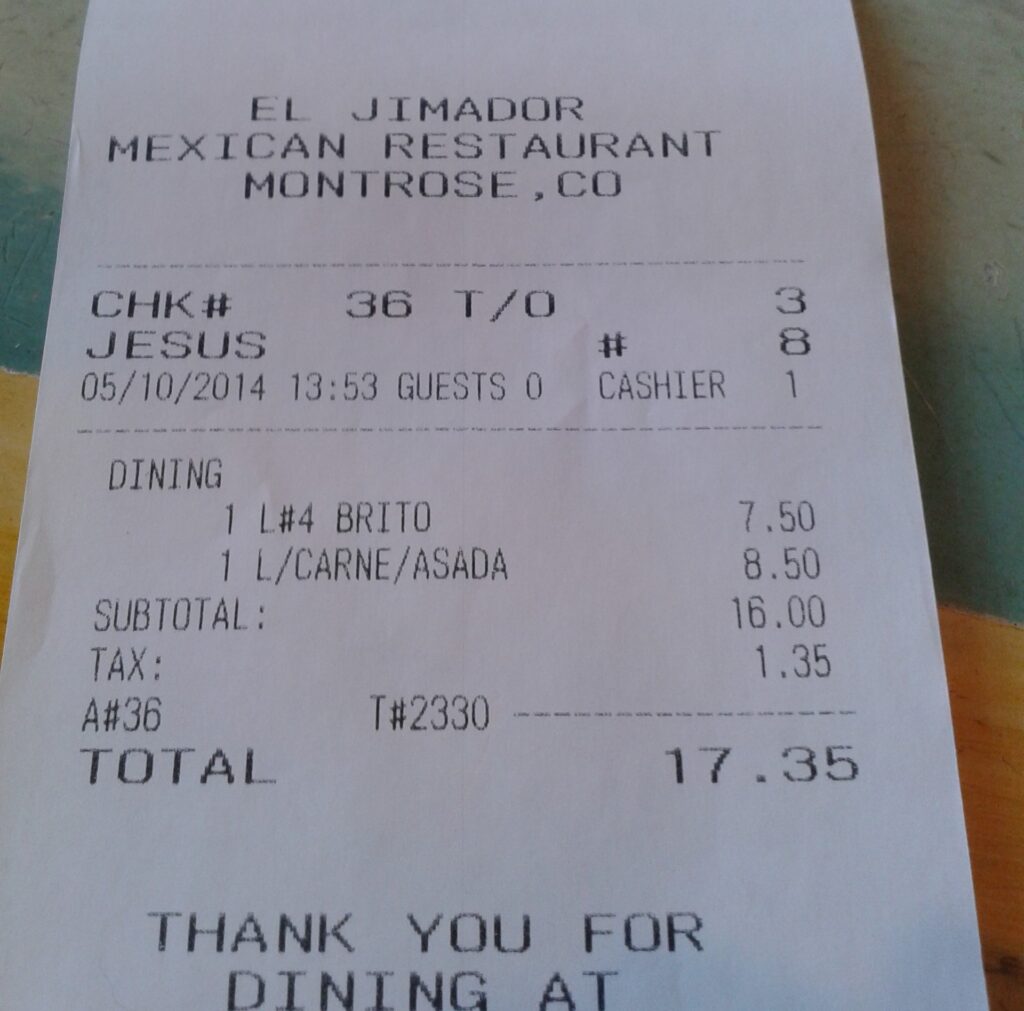 EL JIMADOR
MEXICAN RESTAURANT
MONTROSE,CO
CHK# 36 T/O 3
JESUS # 8
05/10/2014 13:53 GUESTS 0 CASHIER 1
DINING
1 L#4 BRITO 7.50
1 L/CARNE/ASADA 8.50
SUBTOTAL: 16.00
TAX: 1.35
A#36 T#2330
TOTAL 17.35
THANK YOU FOR
DINING AT